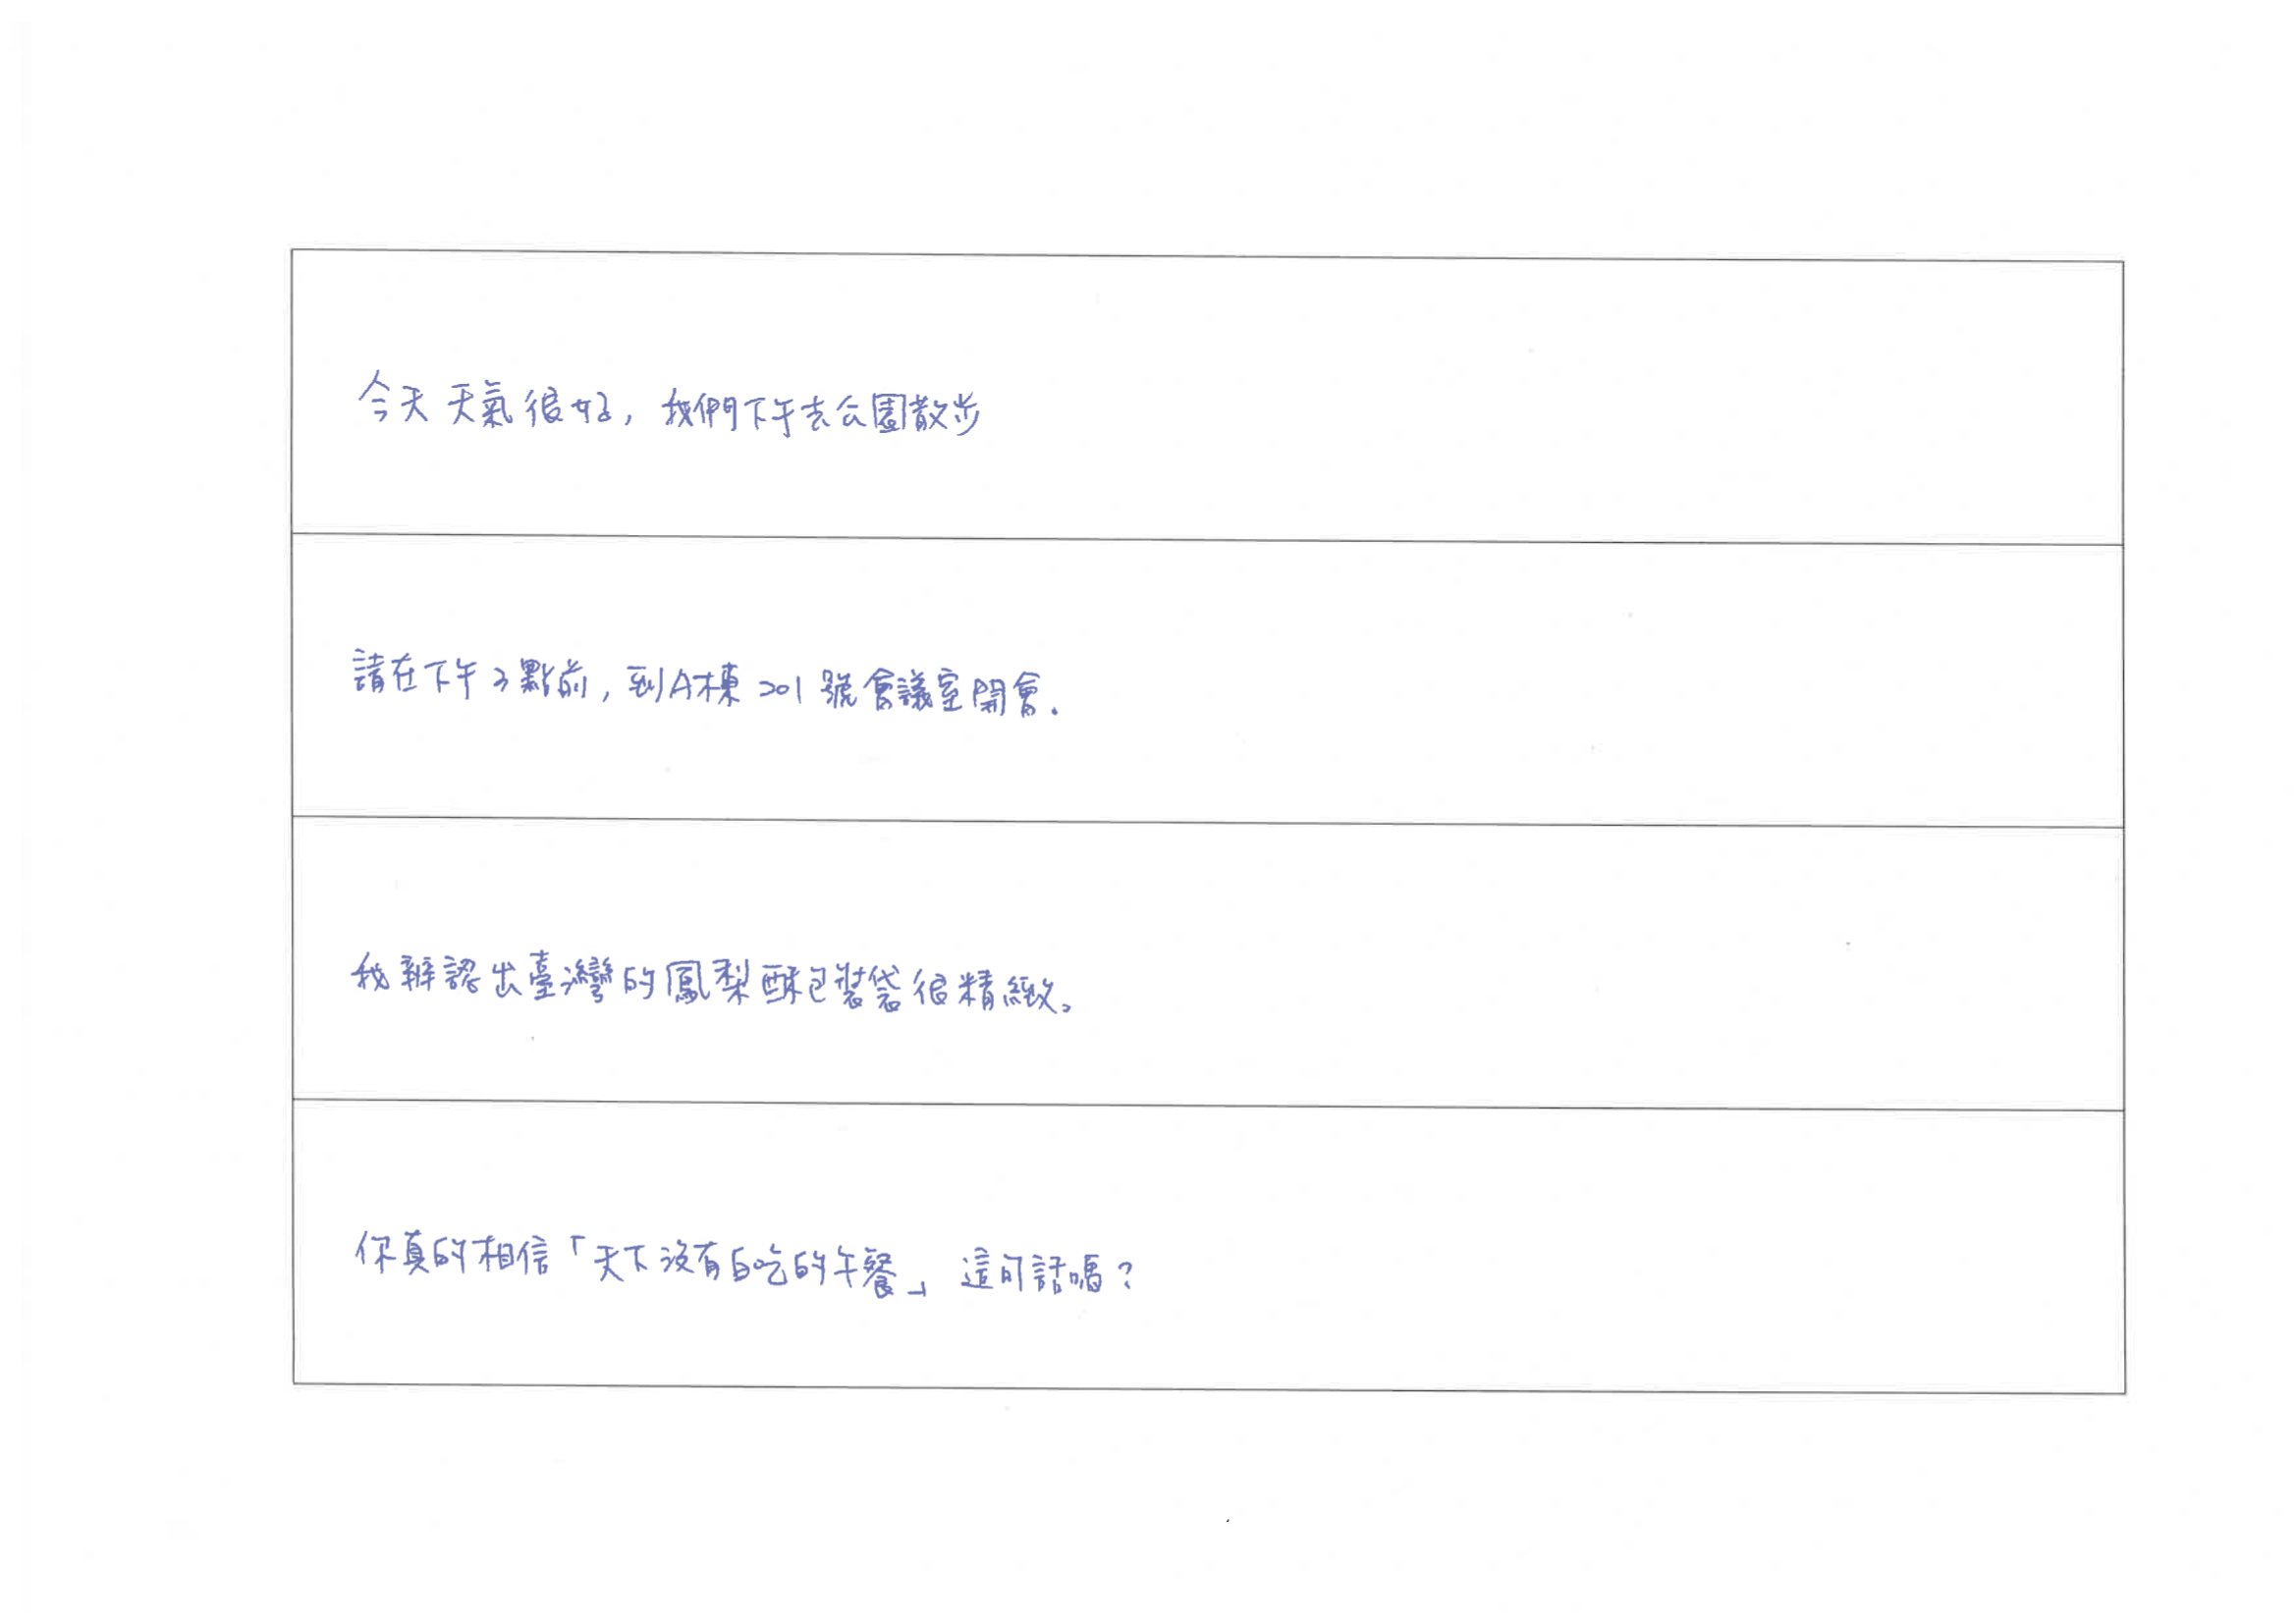 今天天氣很好，我們下午去公園散步
請在下午3點前，到A棟201號會議室開會.
我辨認出臺灣的鳳梨酥包裝袋很精緻。
你真的相信「天下沒有白吃的午餐」這句話嗎？